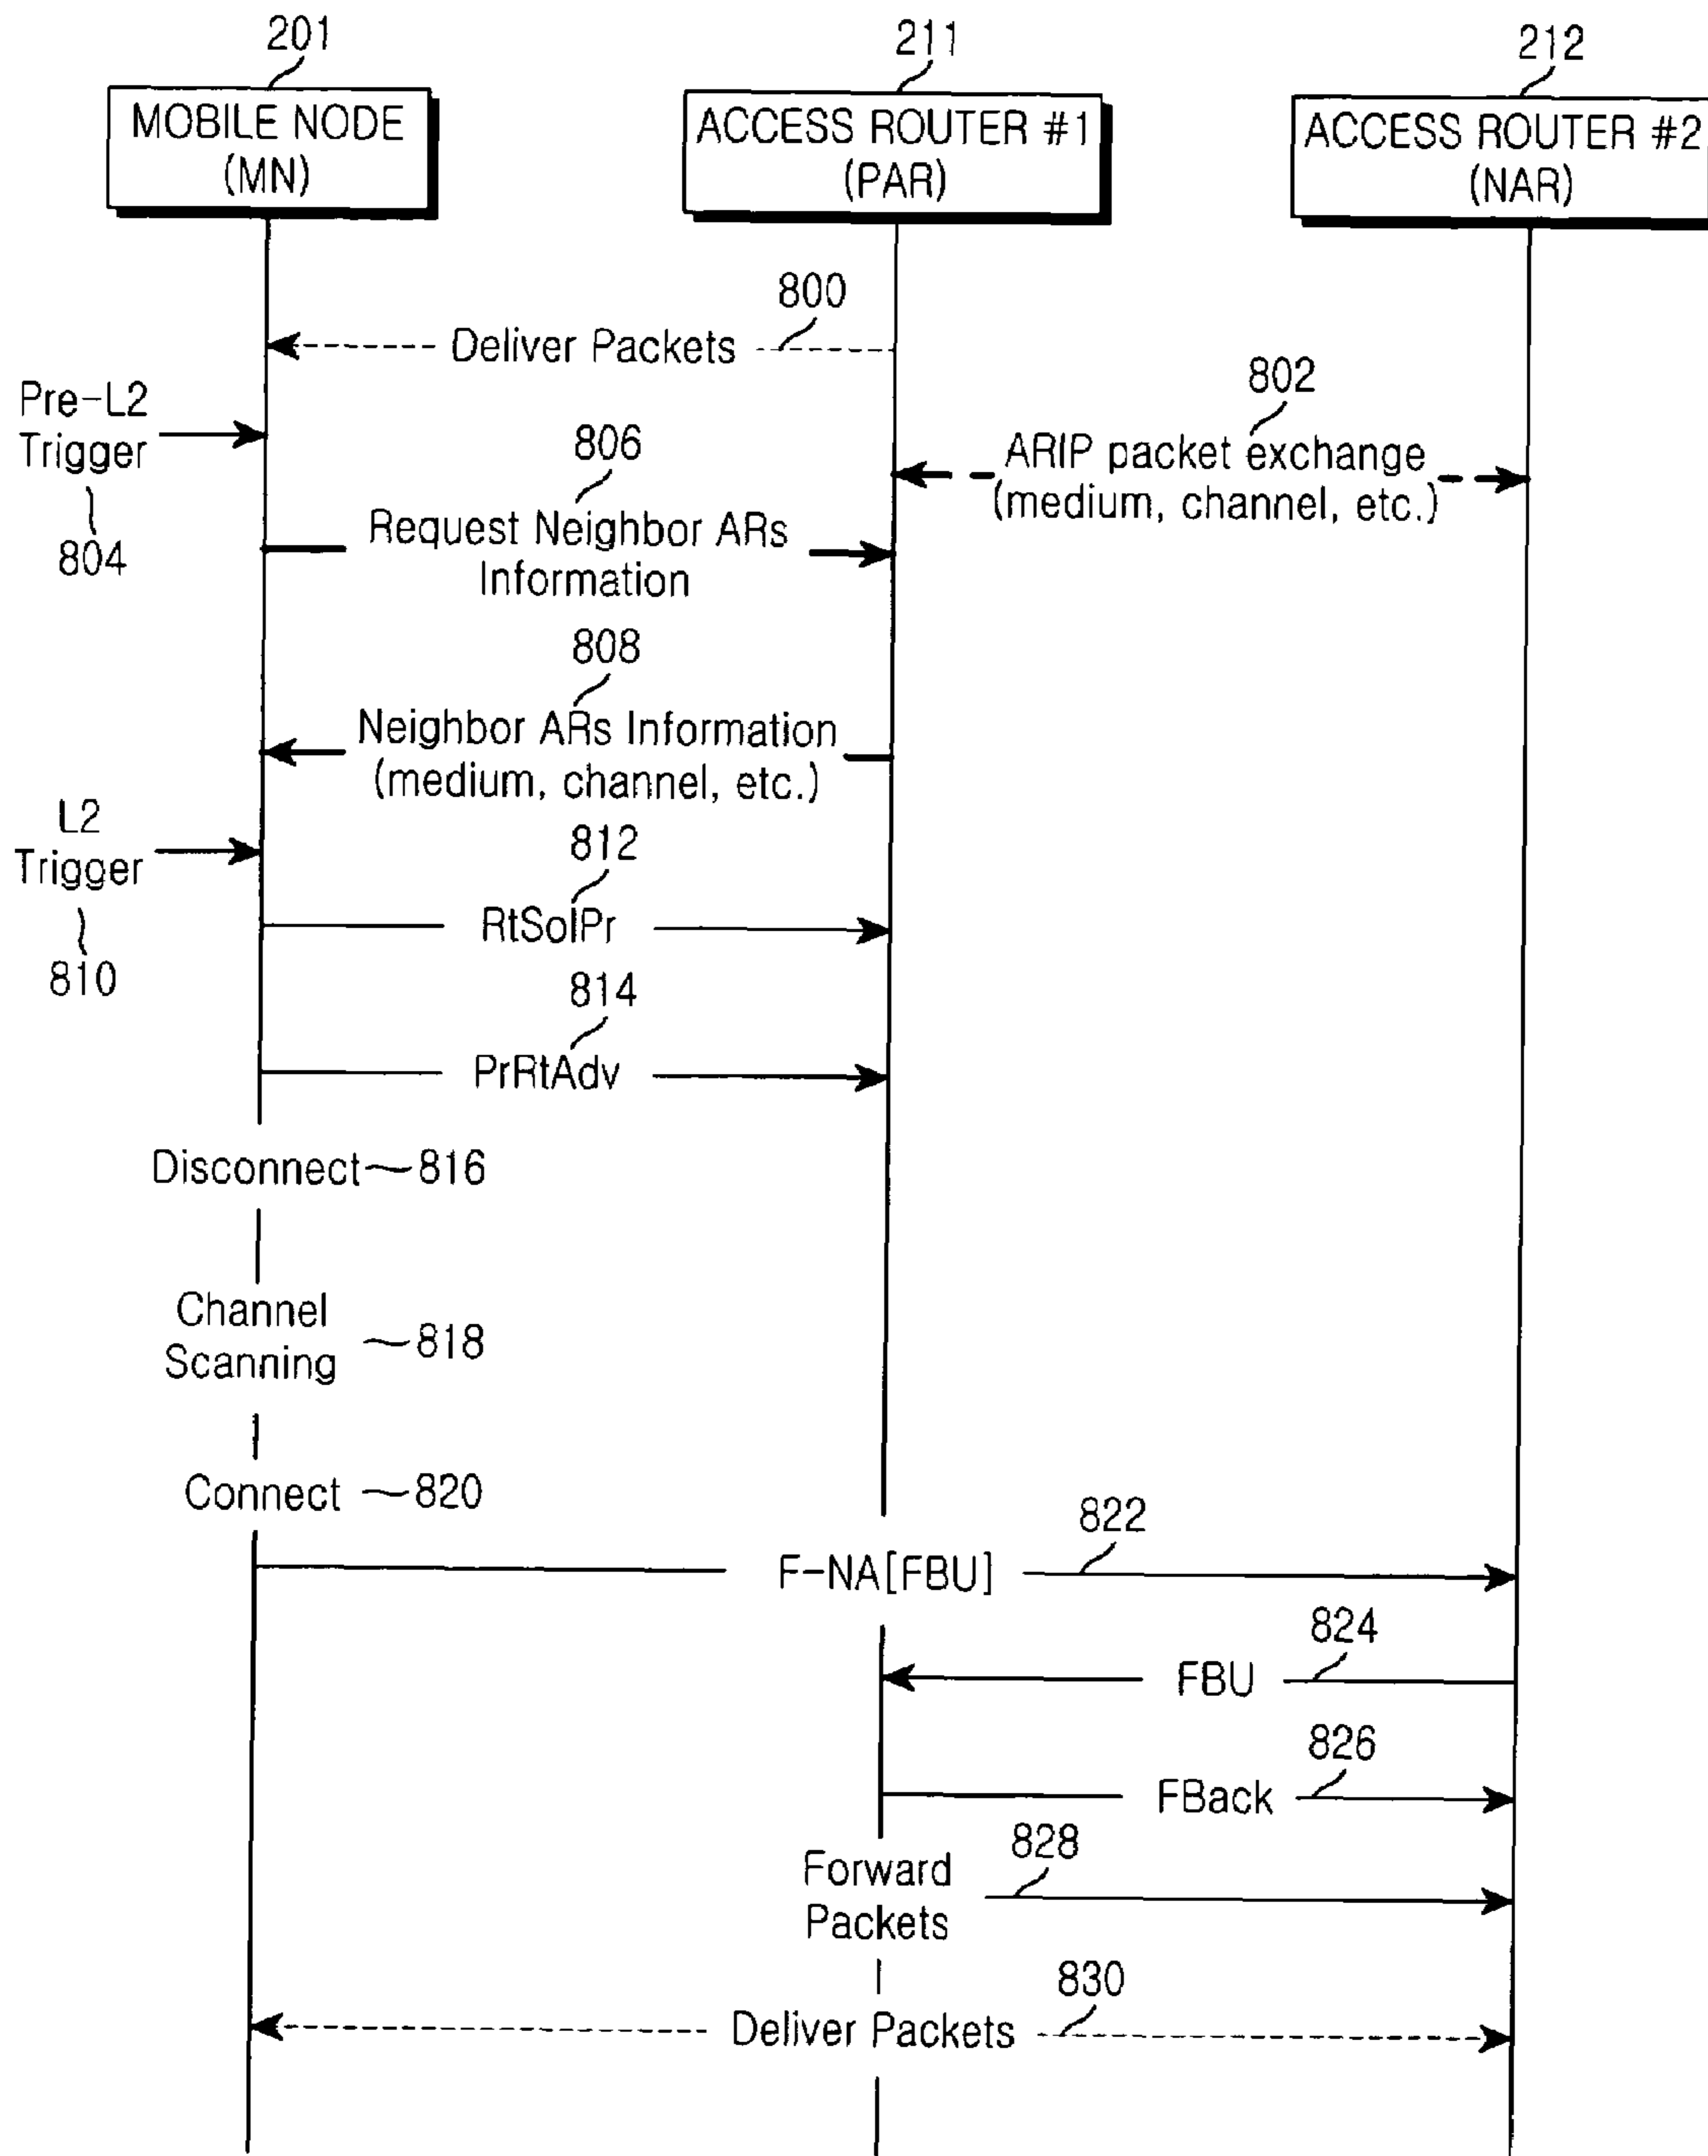 201
211
212
MOBILE NODE
(MN)
ACCESS ROUTER #1
(PAR)
ACCESS ROUTER #2
(NAR)
800
Deliver Packets
Pre-L2
Trigger
804
802
ARIP packet exchange
(medium, channel, etc.)
806
Request Neighbor ARs
Information
808
Neighbor ARs Information
(medium, channel, etc.)
L2
Trigger
810
812
RtSolPr
814
PrRtAdv
Disconnect 816
Channel
Scanning
818
Connect 820
822
F-NA[FBU]
824
FBU
826
FBack
828
Forward
Packets
830
Deliver Packets